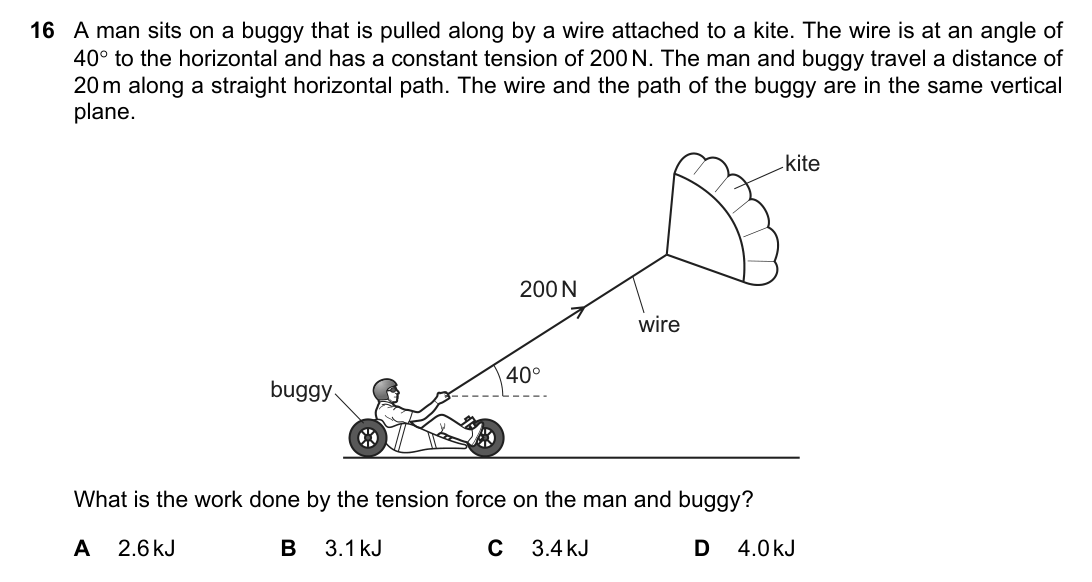 16 A man sits on a buggy that is pulled along by a wire attached to a kite. The wire is at an angle of
40° to the horizontal and has a constant tension of 200 N. The man and buggy travel a distance of
20 m along a straight horizontal path. The wire and the path of the buggy are in the same vertical
plane.
kite
200 N
wire
40°
buggy
What is the work done by the tension force on the man and buggy?
A 2.6 kJ B 3.1 kJ C 3.4 kJ D 4.0 kJ